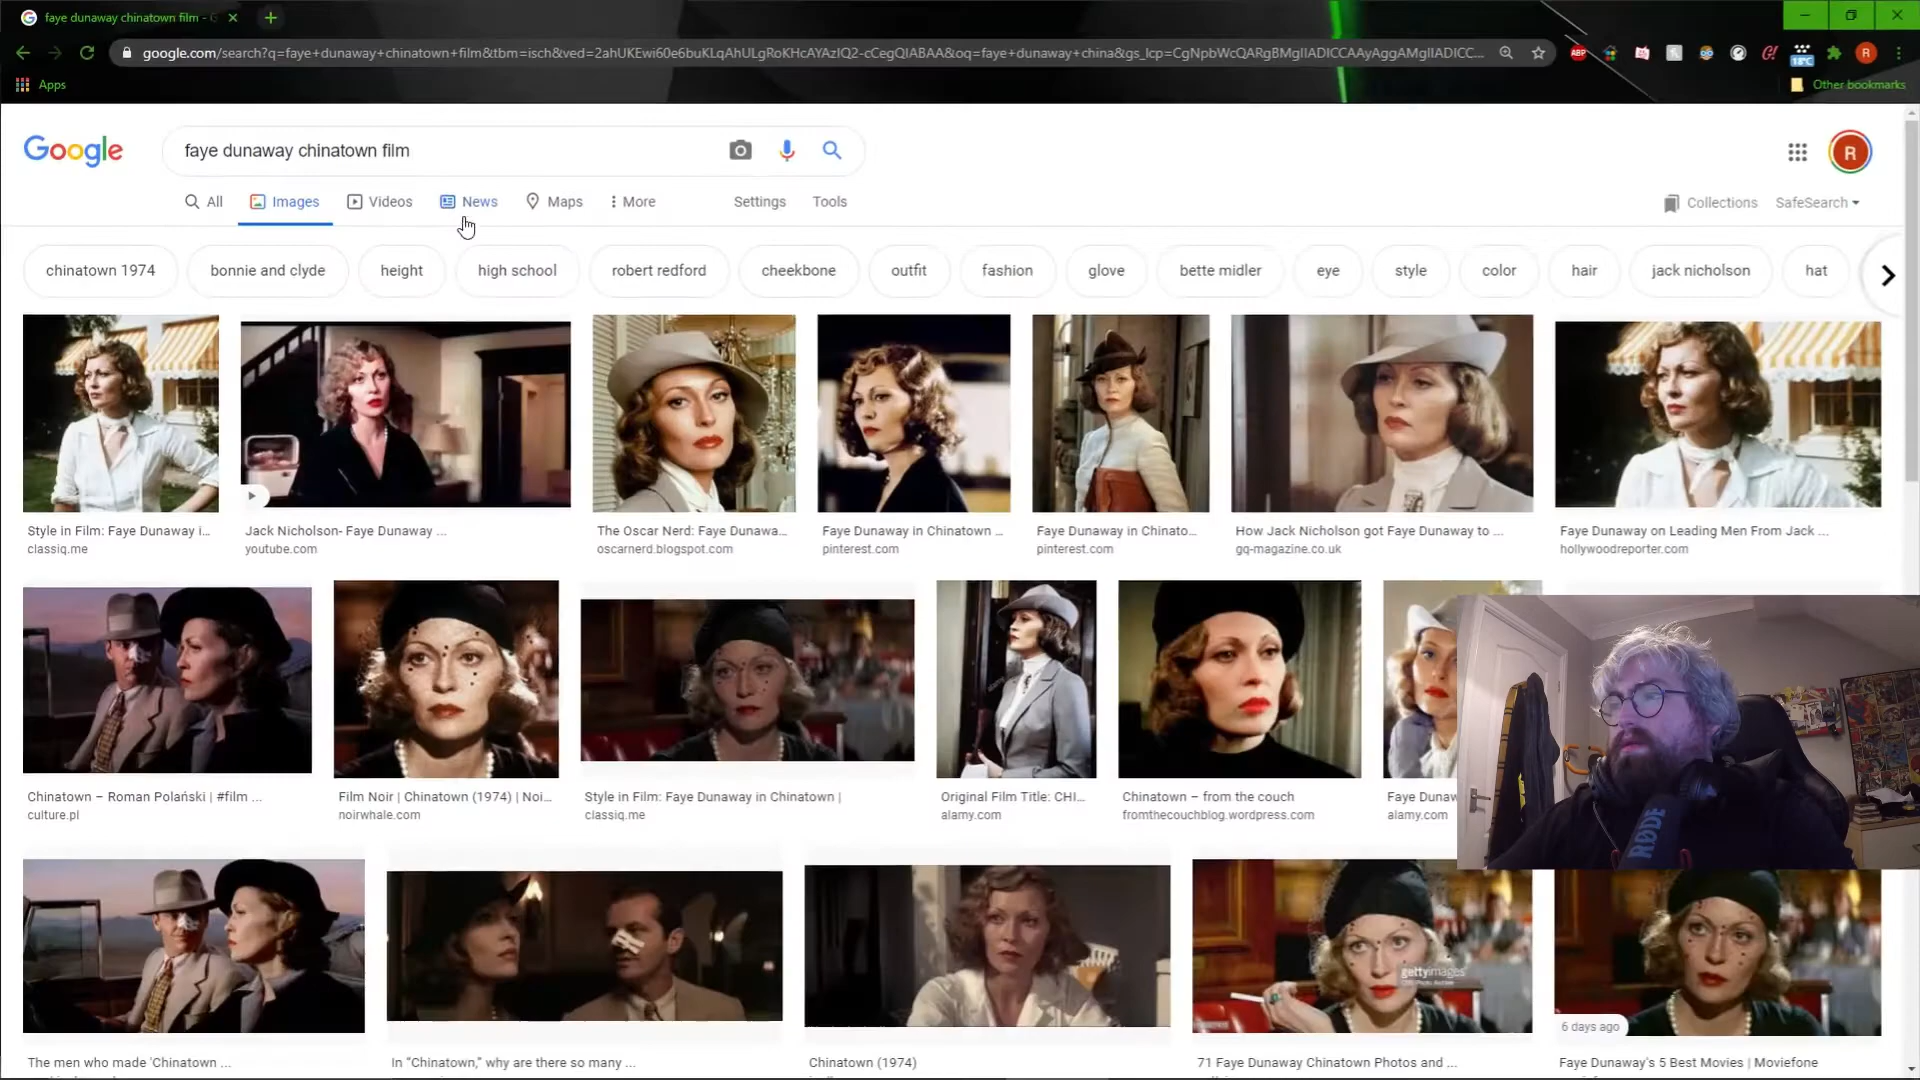 faye dunaway chinatown film - G
google.com/search?q=faye+dunaway+chinatown+film&tbm=isch&ved=2ahUKEwi60e6buKLqAhULgRoKHcAYAzIQ2-cCegQIABAA&oq=faye+dunaway+china&gs_lcp=CgNpbWcQARgBMgIIADICCAAyAggAMgIIADICC...
ABP
18°C
R
Apps
Other bookmarks
Google
faye dunaway chinatown film
R
All
Images
Videos
News
Maps
More
Settings
Tools
Collections
SafeSearch
chinatown 1974
bonnie and clyde
height
high school
robert redford
cheekbone
outfit
fashion
glove
bette midler
eye
style
color
hair
jack nicholson
hat
Style in Film: Faye Dunaway i...
classiq.me
Jack Nicholson- Faye Dunaway ...
youtube.com
The Oscar Nerd: Faye Dunawa...
oscarnerd.blogspot.com
Faye Dunaway in Chinatown ...
pinterest.com
Faye Dunaway in Chinato...
pinterest.com
How Jack Nicholson got Faye Dunaway to ...
gq-magazine.co.uk
Faye Dunaway on Leading Men From Jack ...
hollywoodreporter.com
Chinatown – Roman Polański | #film ...
culture.pl
Film Noir | Chinatown (1974) | Noi...
noirwhale.com
Style in Film: Faye Dunaway in Chinatown |
classiq.me
Original Film Title: CHI...
alamy.com
Chinatown – from the couch
fromthecouchblog.wordpress.com
Faye Dunaw
alamy.com
RØDE
gettyimages
6 days ago
The men who made 'Chinatown ...
In “Chinatown,” why are there so many ...
Chinatown (1974)
71 Faye Dunaway Chinatown Photos and ...
Faye Dunaway's 5 Best Movies | Moviefone